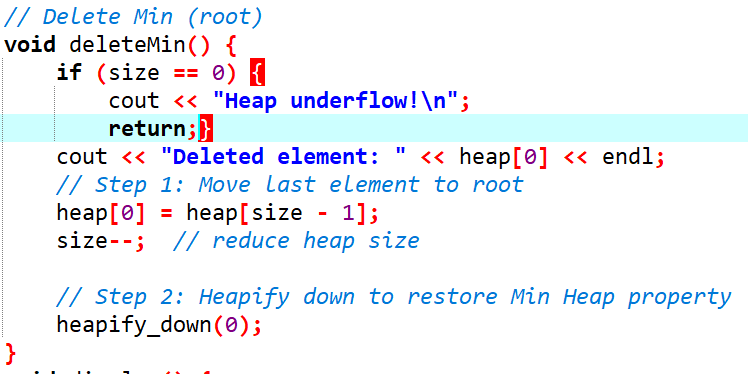 // Delete Min (root)
void deleteMin() {
    if (size == 0) {
        cout << "Heap underflow!\n";
        return;}
    cout << "Deleted element: " << heap[0] << endl;
    // Step 1: Move last element to root
    heap[0] = heap[size - 1];
    size--;  // reduce heap size

    // Step 2: Heapify down to restore Min Heap property
    heapify_down(0);
}